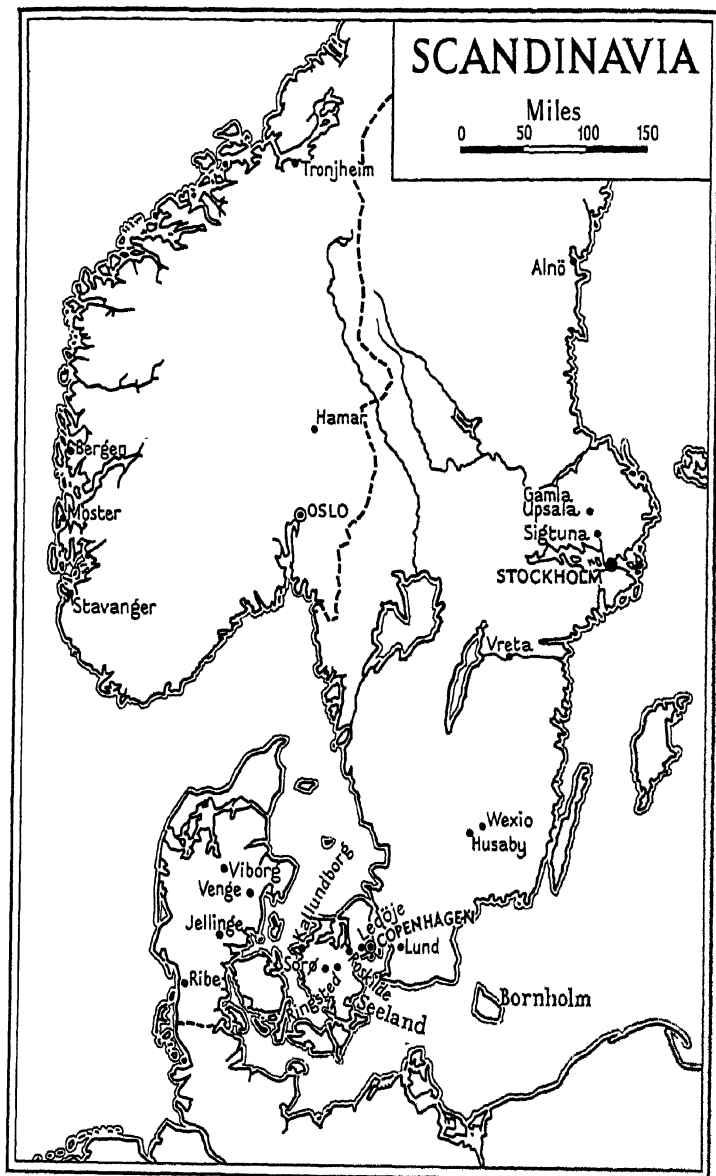 SCANDINAVIA
Miles
0 50 100 150
Tronjheim
Alnö
Hamar
Bergen
Gamla
Upsala
Moster
OSLO
Sigtuna
STOCKHOLM
Stavanger
Vreta
Wexio
Husaby
Kallundborg
Viborg
Venge
Ledöje
Jellinge
COPENHAGEN
Lund
Sorø
Roskilde
Ribe
Ringsted
Seeland
Bornholm